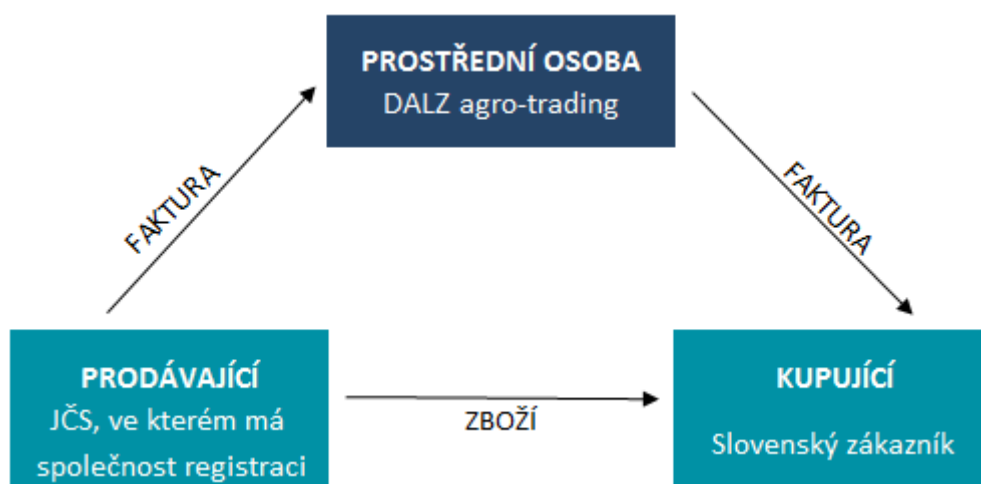 PROSTŘEDNÍ OSOBA
DALZ agro-trading
FAKTURA
FAKTURA
PRODÁVAJÍCÍ
JČS, ve kterém má
společnost registraci
ZBOŽÍ
KUPUJÍCÍ
Slovenský zákazník